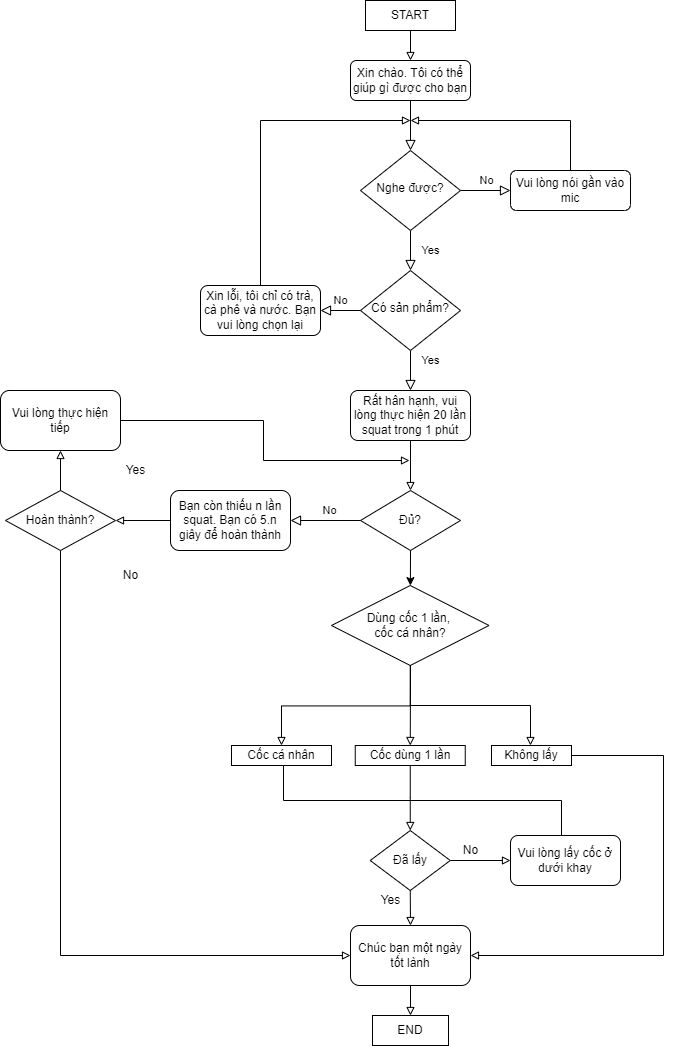 START
Xin chào. Tôi có thể
giúp gì được cho bạn
Nghe được?
No
Vui lòng nói gần vào
mic
Yes
Xin lỗi, tôi chỉ có trà,
cà phê và nước. Bạn
vui lòng chọn lại
No
Có sản phẩm?
Yes
Rất hân hạnh, vui
lòng thực hiện 20 lần
squat trong 1 phút
Vui lòng thực hiện
tiếp
Yes
Hoàn thành?
Bạn còn thiếu n lần
squat. Bạn có 5.n
giây để hoàn thành
No
Đủ?
No
Dùng cốc 1 lần,
cốc cá nhân?
Cốc cá nhân
Cốc dùng 1 lần
Không lấy
Đã lấy
No
Vui lòng lấy cốc ở
dưới khay
Yes
Chúc bạn một ngày
tốt lành
END